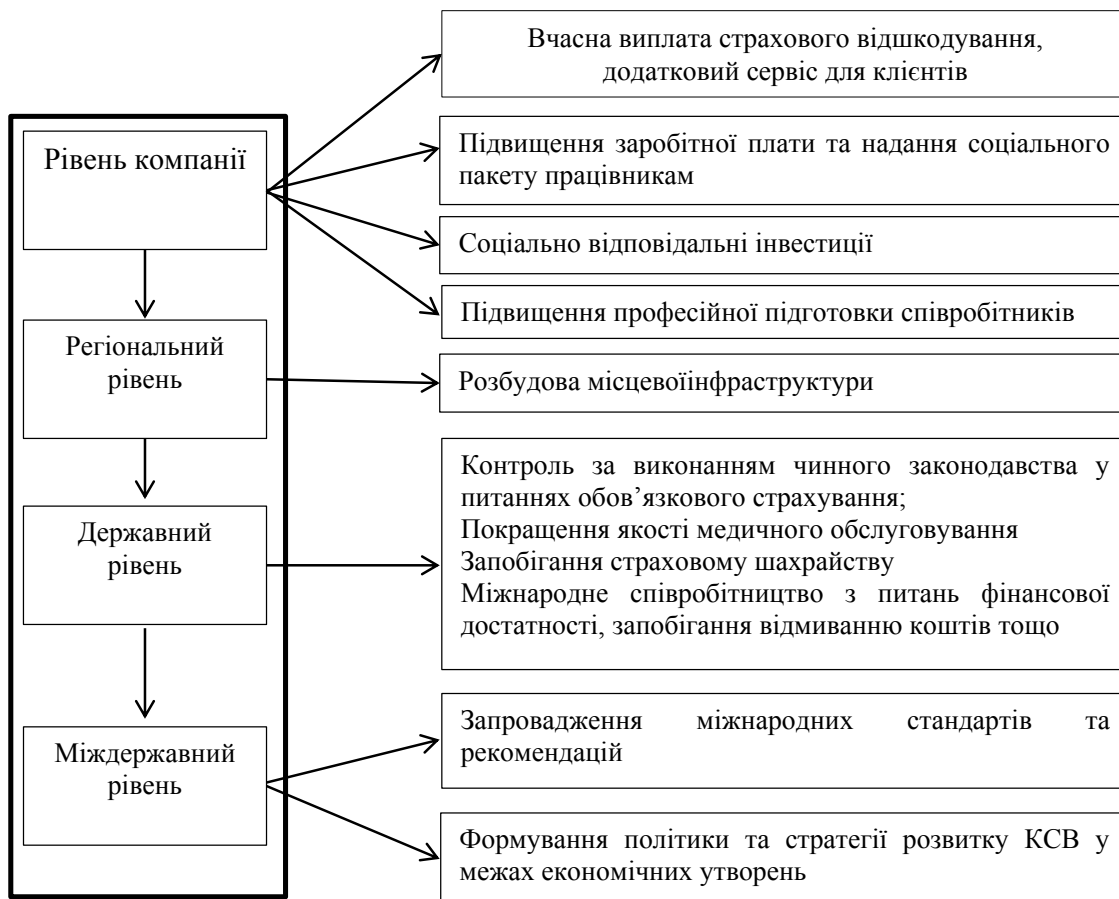 Вчасна виплата страхового відшкодування,
додатковий сервіс для клієнтів
Рівень компанії
Підвищення заробітної плати та надання соціального
пакету працівникам
Соціально відповідальні інвестиції
Підвищення професійної підготовки співробітників
Регіональний
рівень
Розбудова місцевоїінфраструктури
Державний
рівень
Контроль за виконанням чинного законодавства у
питаннях обов’язкового страхування;
Покращення якості медичного обслуговування
Запобігання страховому шахрайству
Міжнародне співробітництво з питань фінансової
достатності, запобігання відмиванню коштів тощо
Міждержавний
рівень
Запровадження міжнародних стандартів та
рекомендацій
Формування політики та стратегії розвитку КСВ у
межах економічних утворень